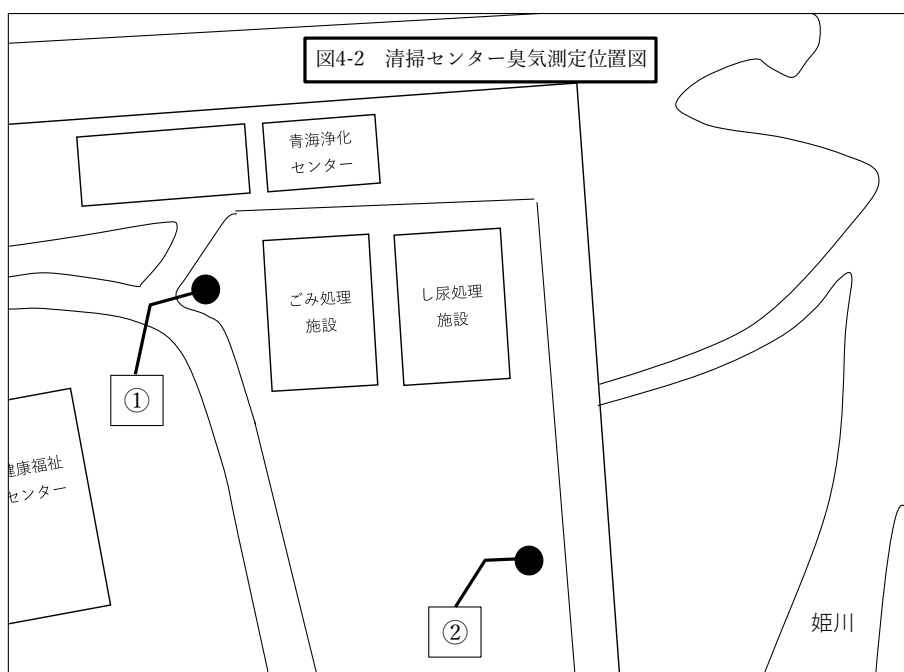 図4-2　清掃センター臭気測定位置図
青海浄化
センター
ごみ処理
施設
し尿処理
施設
①
健康福祉
センター
②
姫川